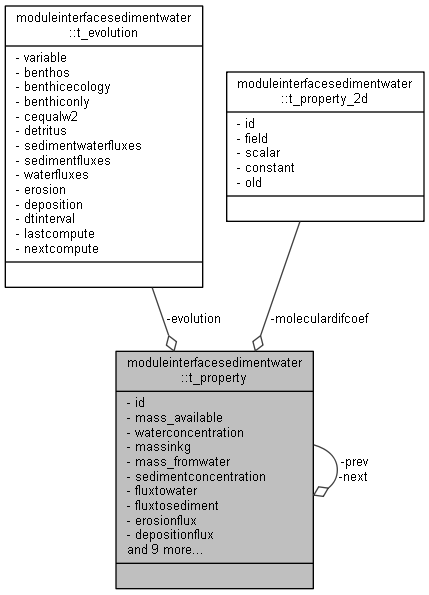 moduleinterfacesedimentwater
::t_evolution
- variable
- benthos
- benthicecology
- benthiconly
- cequalw2
- detritus
- sedimentwaterfluxes
- sedimentfluxes
- waterfluxes
- erosion
- deposition
- dtinterval
- lastcompute
- nextcompute
moduleinterfacesedimentwater
::t_property_2d
- id
- field
- scalar
- constant
- old
-evolution
-moleculardifcoef
moduleinterfacesedimentwater
::t_property
- id
- mass_available
- waterconcentration
- massinkg
- mass_fromwater
- sedimentconcentration
- fluxtowater
- fluxtosediment
- erosionflux
- depositionflux
and 9 more...
-prev
-next